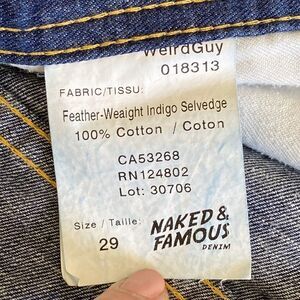 WeirdGuy
018313
FABRIC/TISSU:
Feather-Weaight Indigo Selvedge
100% Cotton / Coton
CA53268
RN124802
Lot: 30706
Size / Taille:
29
NAKED &
FAMOUS
DENIM